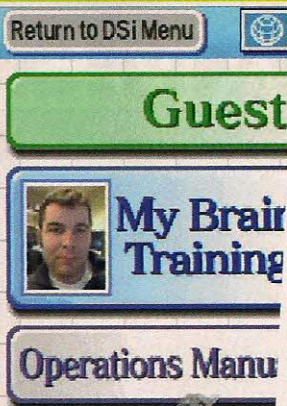 Return to DSi Menu
Guest
My Brain
Training
Operations Manu